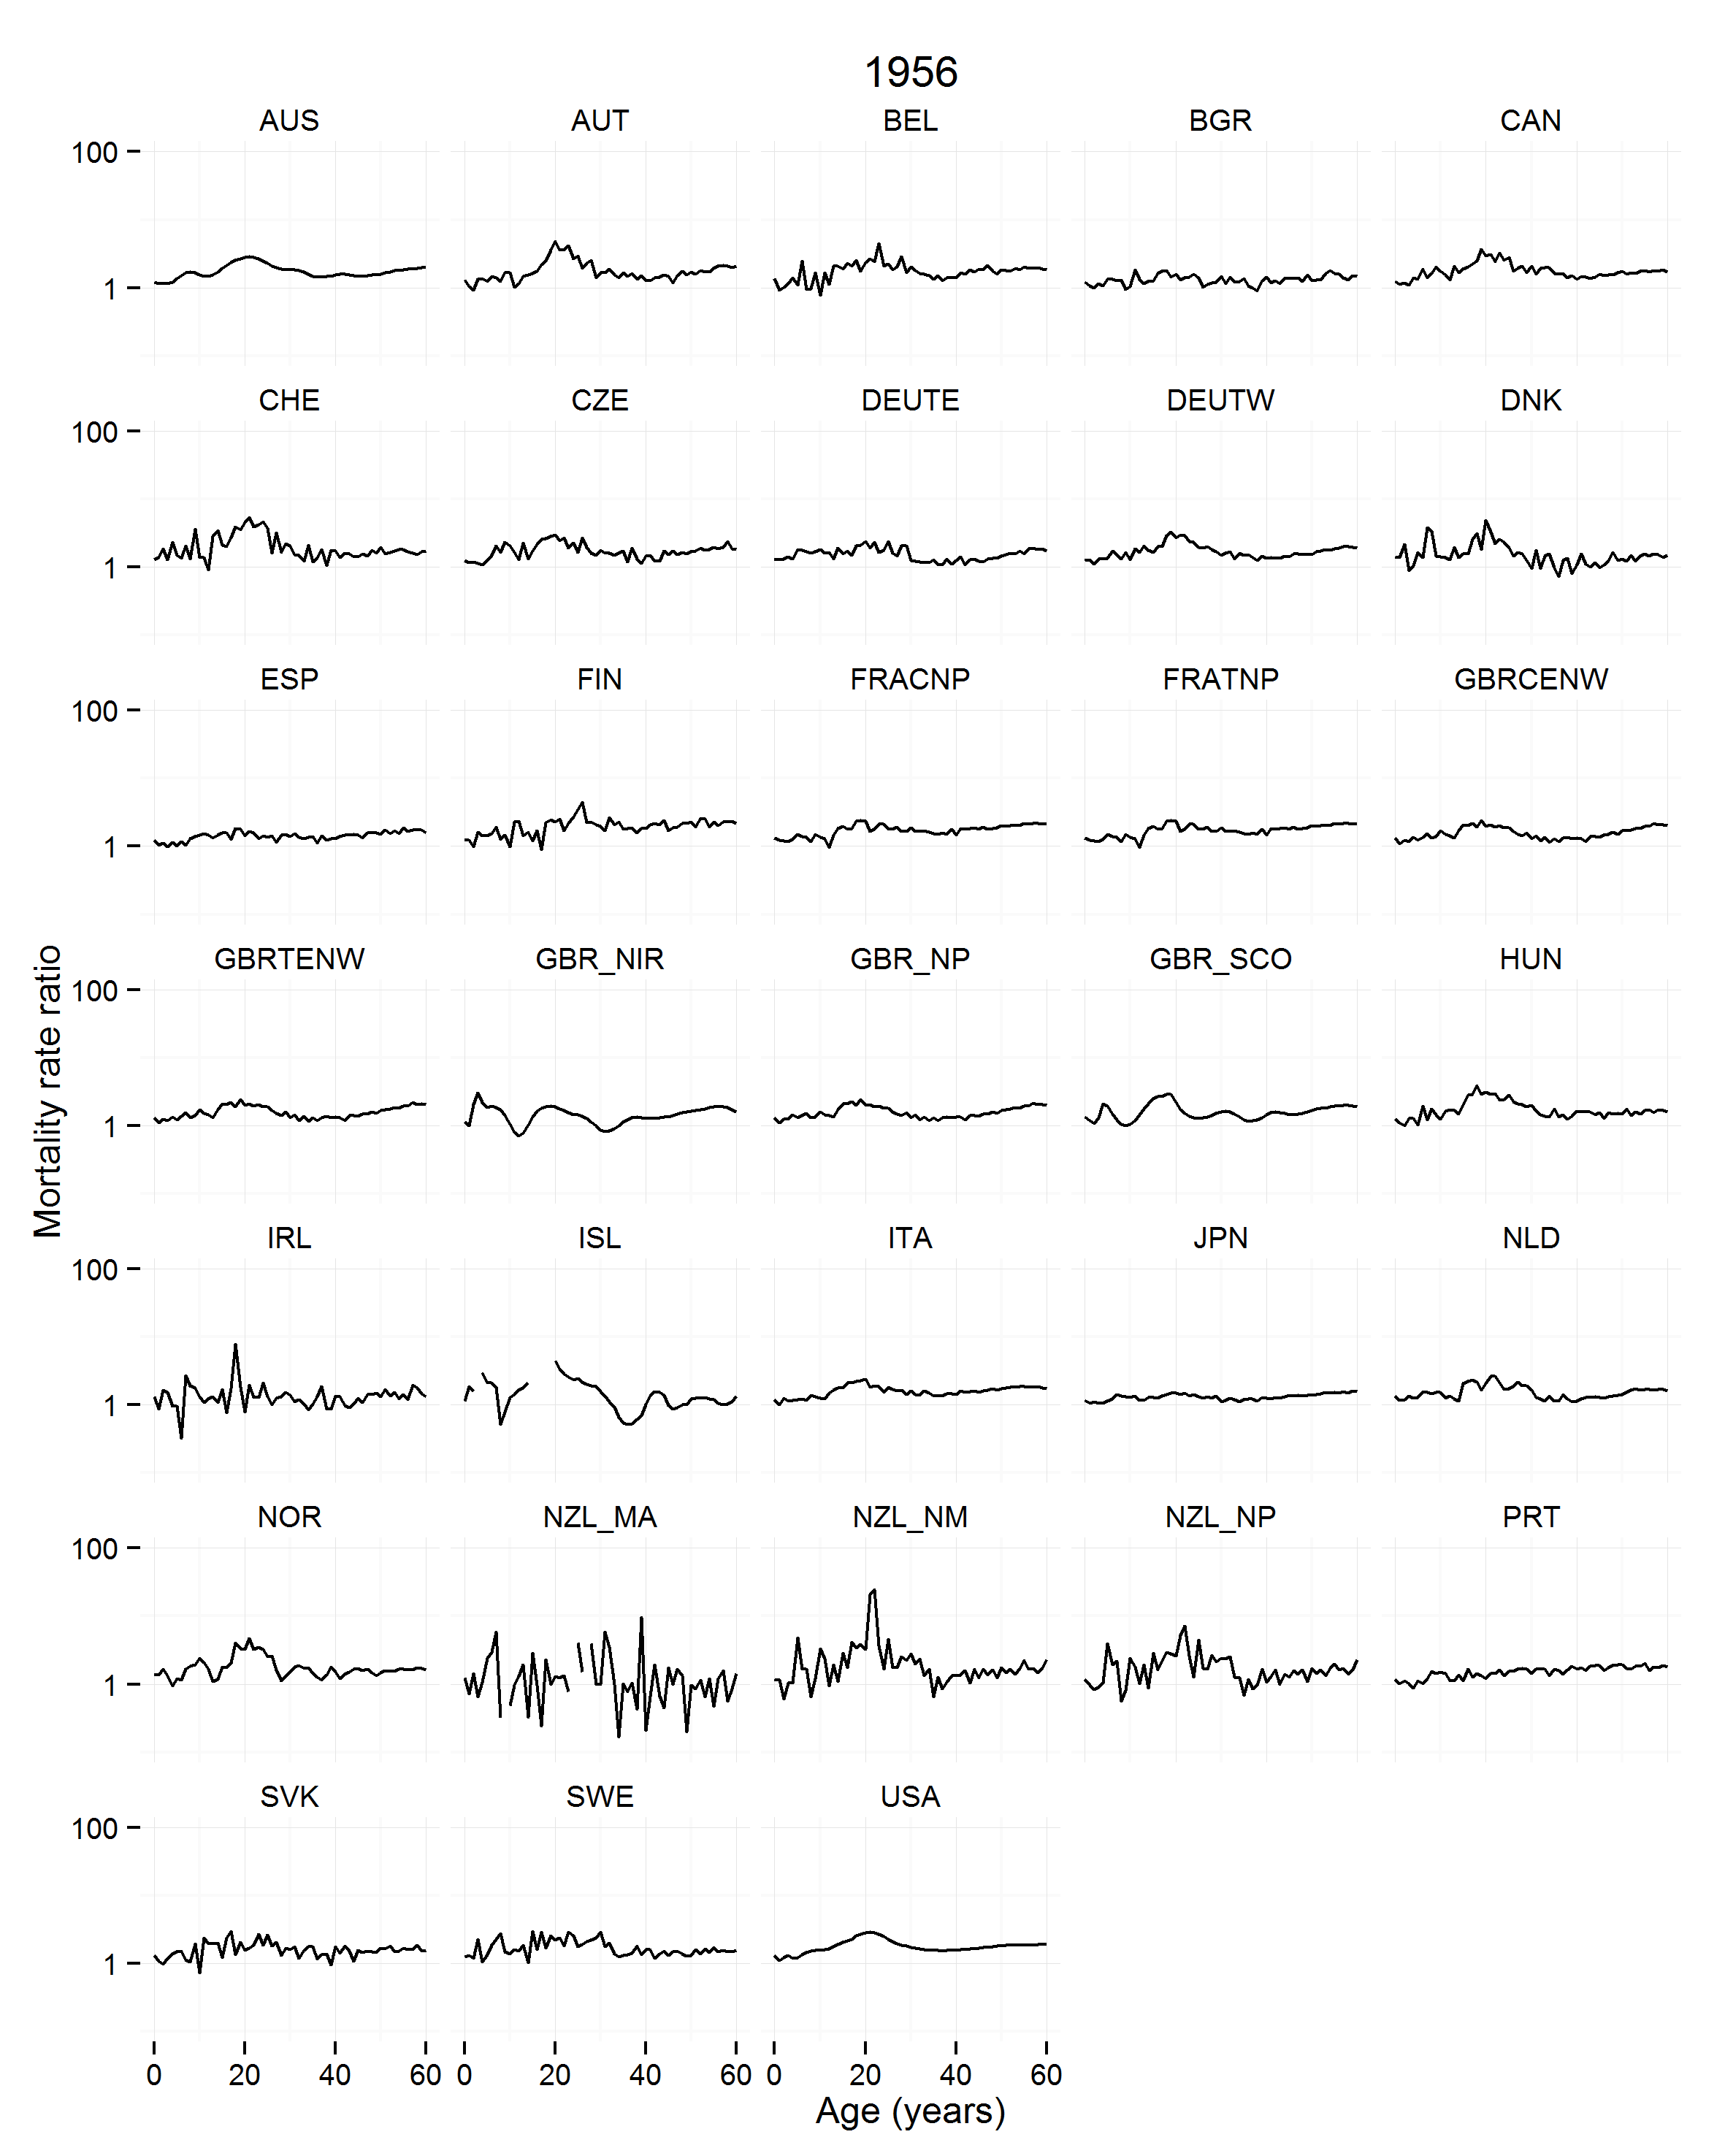 1956
AUS AUT BEL BGR CAN
100
1
CHE CZE DEUTE DEUTW DNK
100
1
ESP FIN FRACNP FRATNP GBRCENW
100
1
GBRTENW GBR_NIR GBR_NP GBR_SCO HUN
100
1
Mortality rate ratio
IRL ISL ITA JPN NLD
100
1
NOR NZL_MA NZL_NM NZL_NP PRT
100
1
SVK SWE USA
100
1
0 20 40 60 0 20 40 60 0 20 40 60
Age (years)